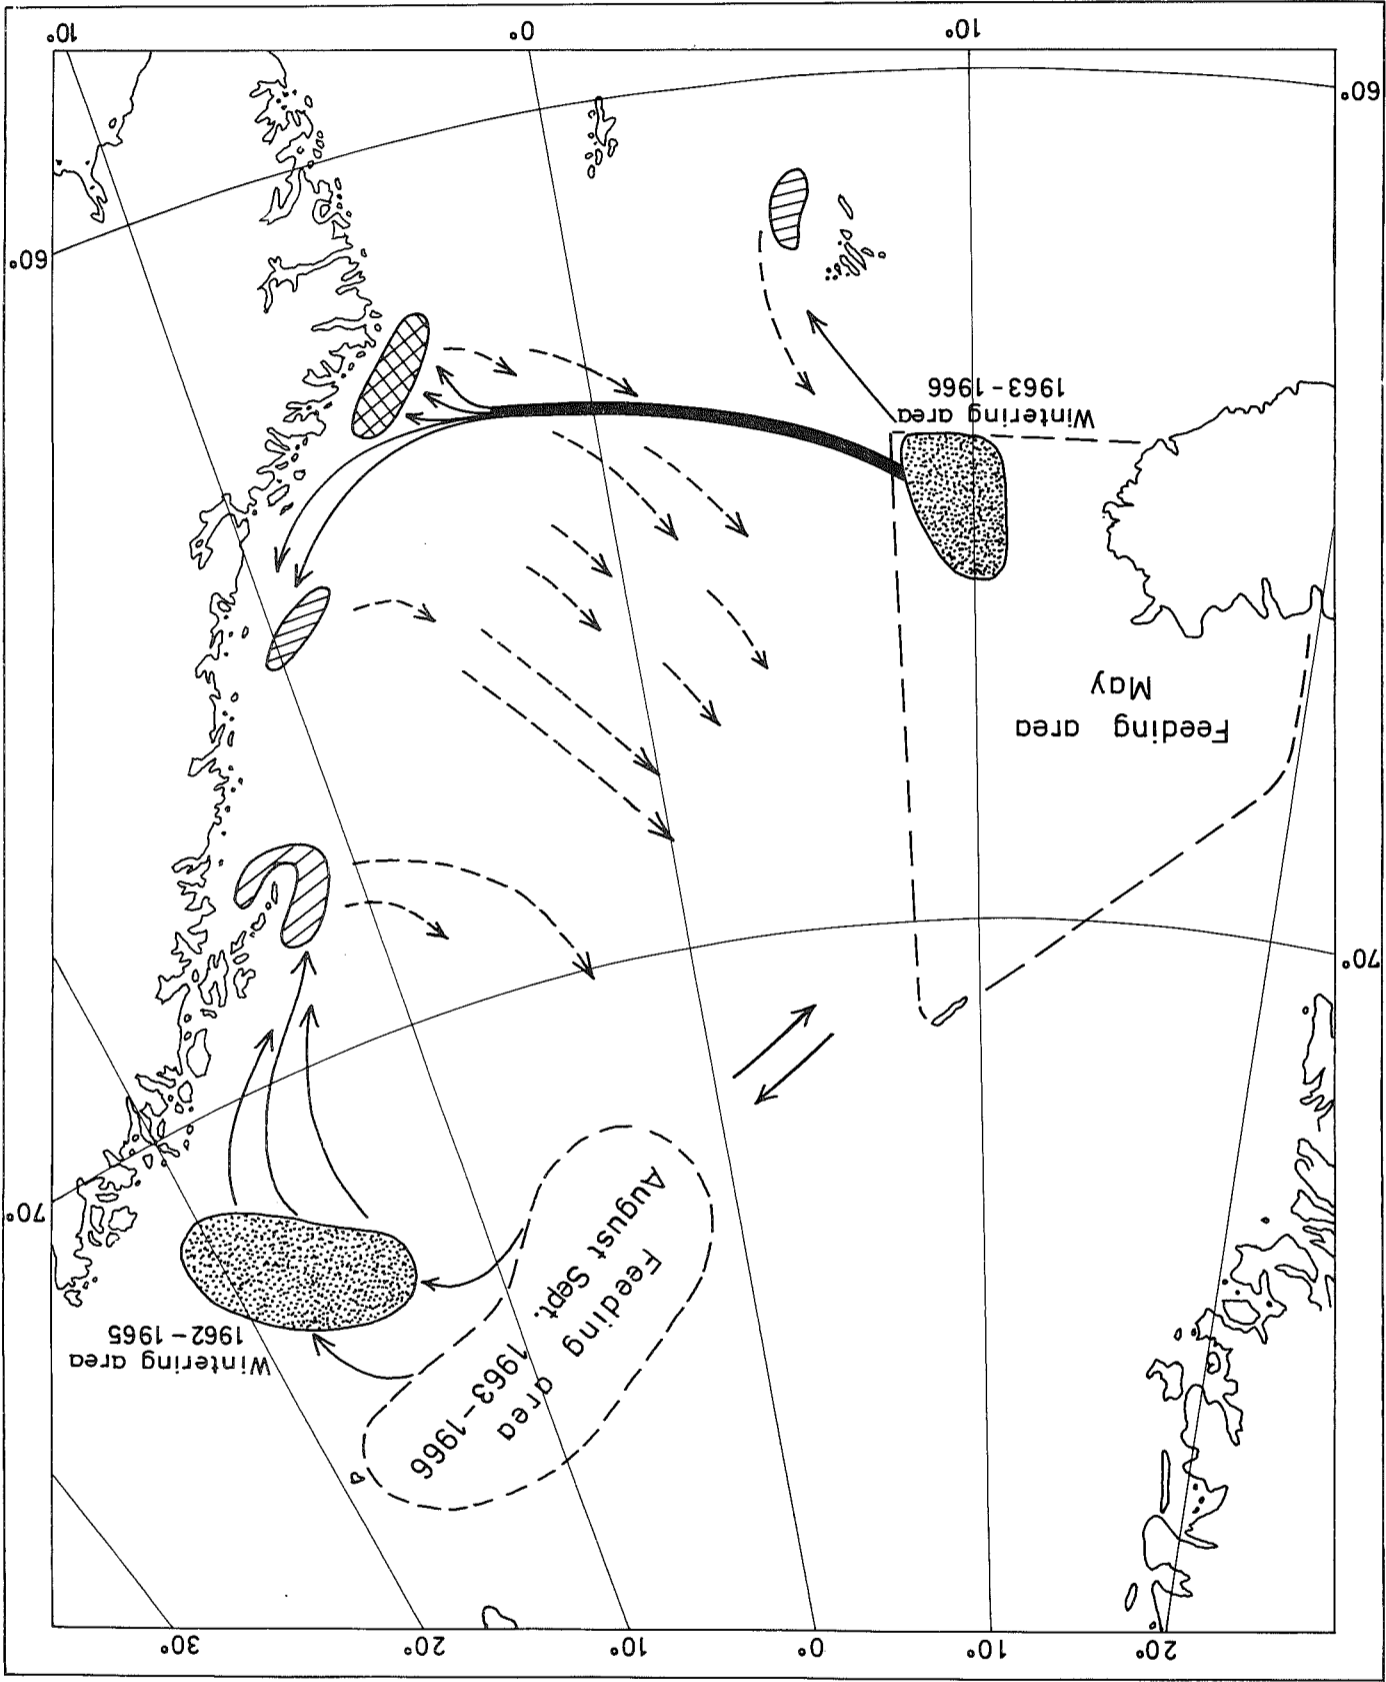 20° 10° 0° 10° 20° 30°
Feeding area
August Sept. 1963-1966
Wintering area
1962-1965
70°
70°
Feeding area
May
Wintering area
1963-1966
60°
60°
10° 0° 10°